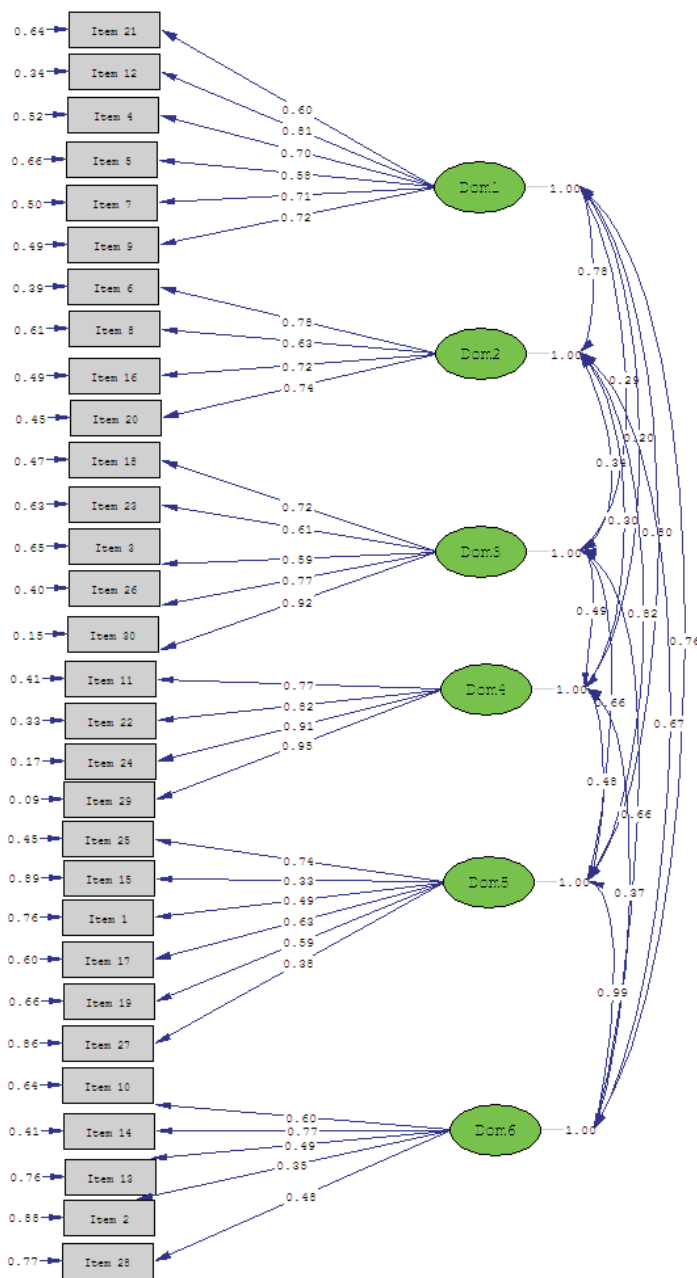 0.64 Item 21
0.34 Item 12
0.52 Item 4
0.66 Item 5
0.50 Item 7
0.49 Item 9
0.39 Item 6
0.61 Item 8
0.49 Item 16
0.45 Item 20
0.47 Item 18
0.63 Item 23
0.65 Item 3
0.40 Item 26
0.15 Item 30
0.41 Item 11
0.33 Item 22
0.17 Item 24
0.09 Item 29
0.45 Item 25
0.89 Item 15
0.76 Item 1
0.60 Item 17
0.66 Item 19
0.86 Item 27
0.64 Item 10
0.41 Item 14
0.76 Item 13
0.88 Item 2
0.77 Item 28
0.60
0.81
0.70
0.58
0.71
0.72
0.78
0.63
0.72
0.74
0.72
0.61
0.59
0.77
0.92
0.77
0.82
0.91
0.95
0.74
0.33
0.49
0.63
0.59
0.38
0.60
0.77
0.49
0.35
0.48
Dom1 1.00
Dom2 1.00
Dom3 1.00
Dom4 1.00
Dom5 1.00
Dom6 1.00
0.78
0.29
0.20
0.34
0.30
0.80
0.49
0.82
0.76
0.66
0.67
0.48
0.66
0.37
0.99